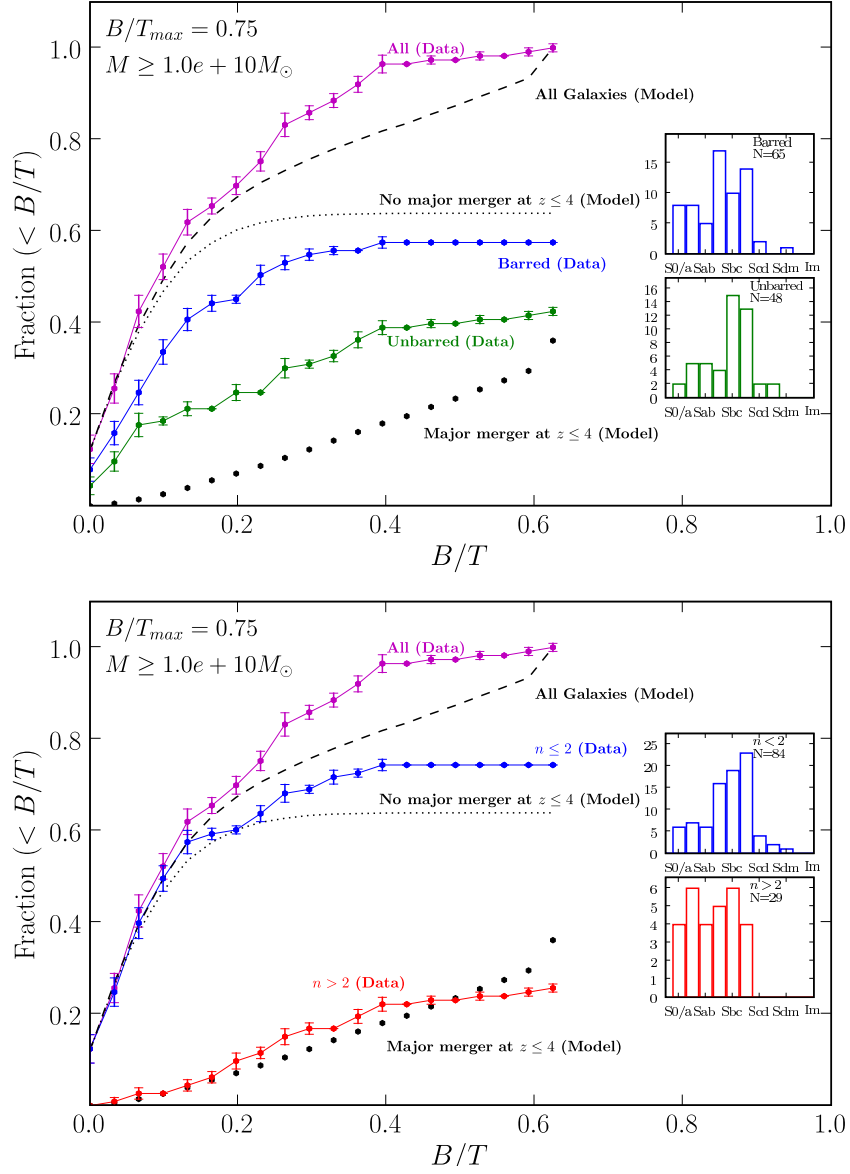 B/T_max = 0.75
M ≥ 1.0e + 10M_⊙
All (Data)
All Galaxies (Model)
No major merger at z ≤ 4 (Model)
Barred (Data)
Unbarred (Data)
Major merger at z ≤ 4 (Model)
Fraction (< B/T)
1.0
0.8
0.6
0.4
0.2
0.0 0.2 0.4 0.6 0.8 1.0
B/T
Barred
N=65
15
10
5
0
S0/a Sab Sbc Scd Sdm Im
Unbarred
N=48
16
14
12
10
8
6
4
2
0
S0/a Sab Sbc Scd Sdm Im
B/T_max = 0.75
M ≥ 1.0e + 10M_⊙
All (Data)
All Galaxies (Model)
n ≤ 2 (Data)
No major merger at z ≤ 4 (Model)
n > 2 (Data)
Major merger at z ≤ 4 (Model)
Fraction (< B/T)
1.0
0.8
0.6
0.4
0.2
0.0 0.2 0.4 0.6 0.8 1.0
B/T
n < 2
N=84
25
20
15
10
5
0
S0/a Sab Sbc Scd Sdm Im
n > 2
N=29
6
5
4
3
2
1
0
S0/a Sab Sbc Scd Sdm Im